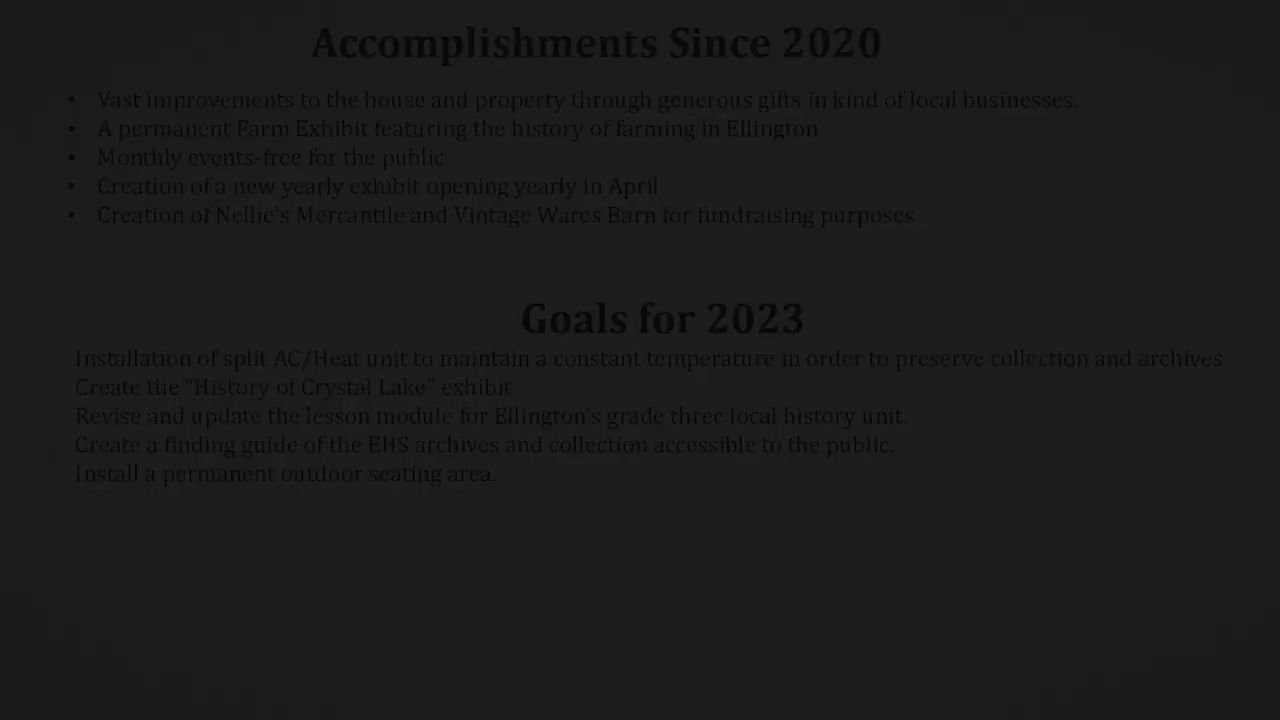 Accomplishments Since 2020
• Vast improvements to the house and property through generous gifts in kind of local businesses.
• A permanent Farm Exhibit featuring the history of farming in Ellington
• Monthly events-free for the public
• Creation of a new yearly exhibit opening yearly in April
• Creation of Nellie's Mercantile and Vintage Wares Barn for fundraising purposes
Goals for 2023
Installation of split AC/Heat unit to maintain a constant temperature in order to preserve collection and archives
Create the “History of Crystal Lake” exhibit
Revise and update the lesson module for Ellington's grade three local history unit.
Create a finding guide of the EHS archives and collection accessible to the public.
Install a permanent outdoor seating area.